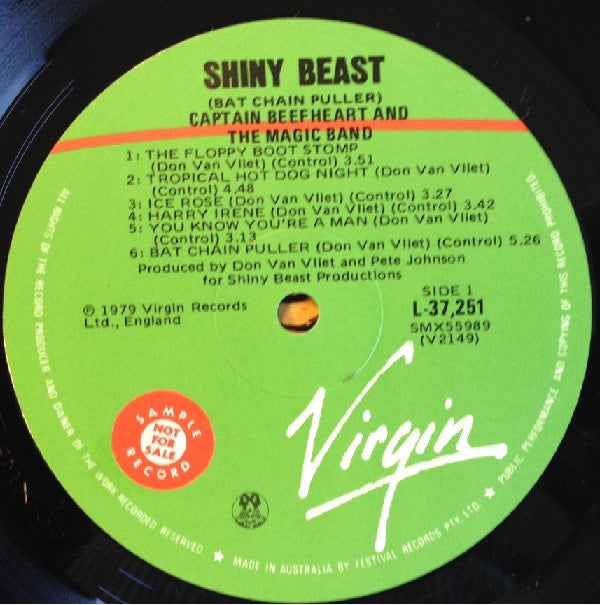 SHINY BEAST
(BAT CHAIN PULLER)
CAPTAIN BEEFHEART AND
THE MAGIC BAND
1: THE FLOPPY BOOT STOMP
(Don Van Vliet) (Control) 3.51
2: TROPICAL HOT DOG NIGHT (Don Van Vliet)
(Control) 4.48
3: ICE ROSE (Don Van Vliet) (Control) 3.27
4: HARRY IRENE (Don Van Vliet) (Control) 3.42
5: YOU KNOW YOU'RE A MAN (Don Van Vliet)
(Control) 3.13
6: BAT CHAIN PULLER (Don Van Vliet) (Control) 5.26
Produced by Don Van Vliet and Pete Johnson
for Shiny Beast Productions
℗ 1979 Virgin Records
Ltd., England
SIDE 1
L-37,251
SMX55989
(V2149)
SAMPLE
NOT
FOR
SALE
RECORD
Virgin
ALL RIGHTS OF THE RECORD PRODUCER AND OWNER OF THE WORK RECORDED RESERVED ★ MADE IN AUSTRALIA BY FESTIVAL RECORDS PTY LTD ★ PUBLIC PERFORMANCE AND COPYING OF THIS RECORD PROHIBITED.